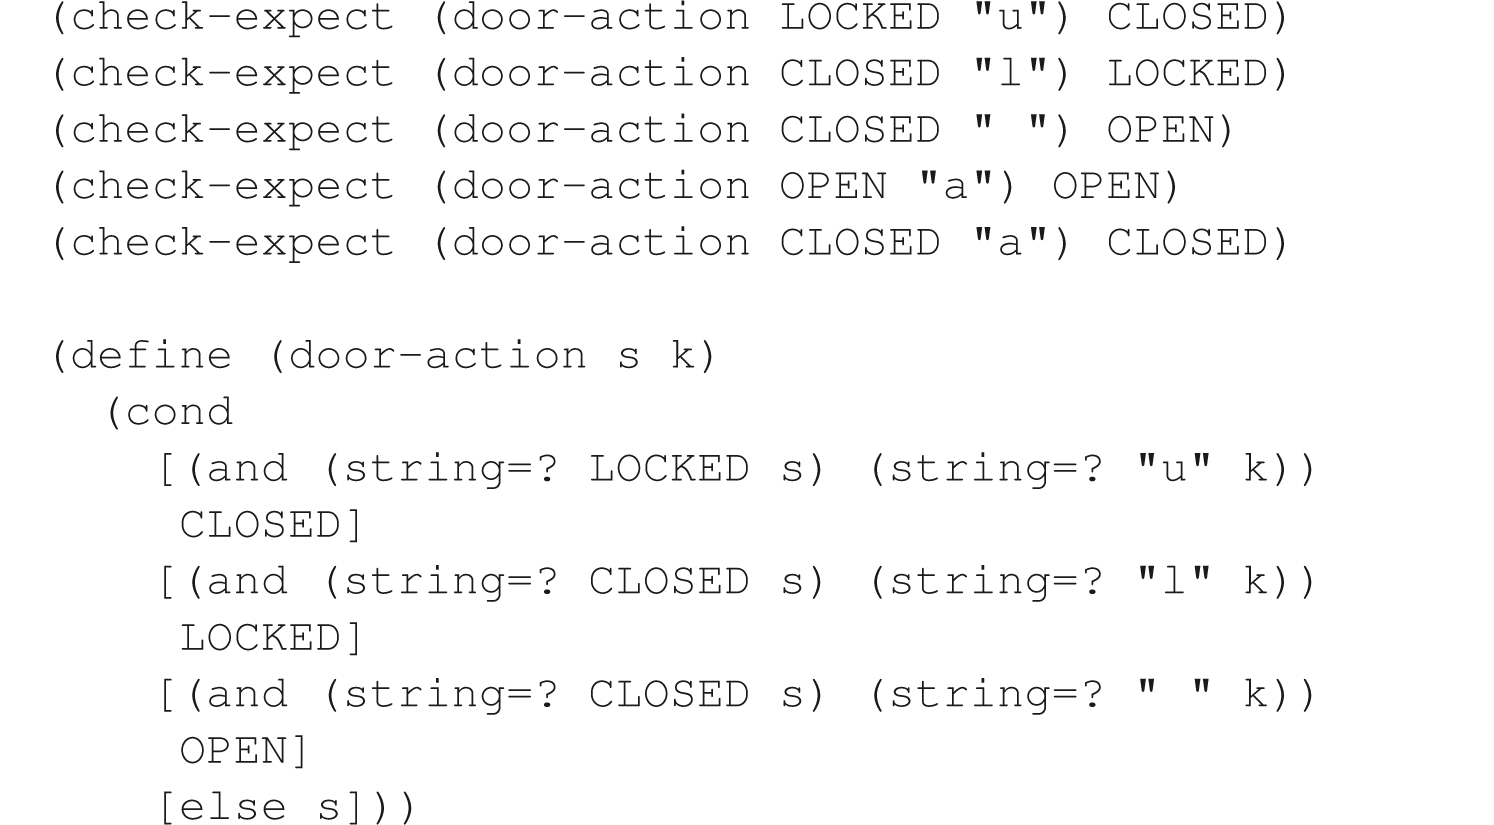 (check-expect (door-action LOCKED "u") CLOSED)
(check-expect (door-action CLOSED "l") LOCKED)
(check-expect (door-action CLOSED " ") OPEN)
(check-expect (door-action OPEN "a") OPEN)
(check-expect (door-action CLOSED "a") CLOSED)

(define (door-action s k)
  (cond
    [(and (string=? LOCKED s) (string=? "u" k))
     CLOSED]
    [(and (string=? CLOSED s) (string=? "l" k))
     LOCKED]
    [(and (string=? CLOSED s) (string=? " " k))
     OPEN]
    [else s]))